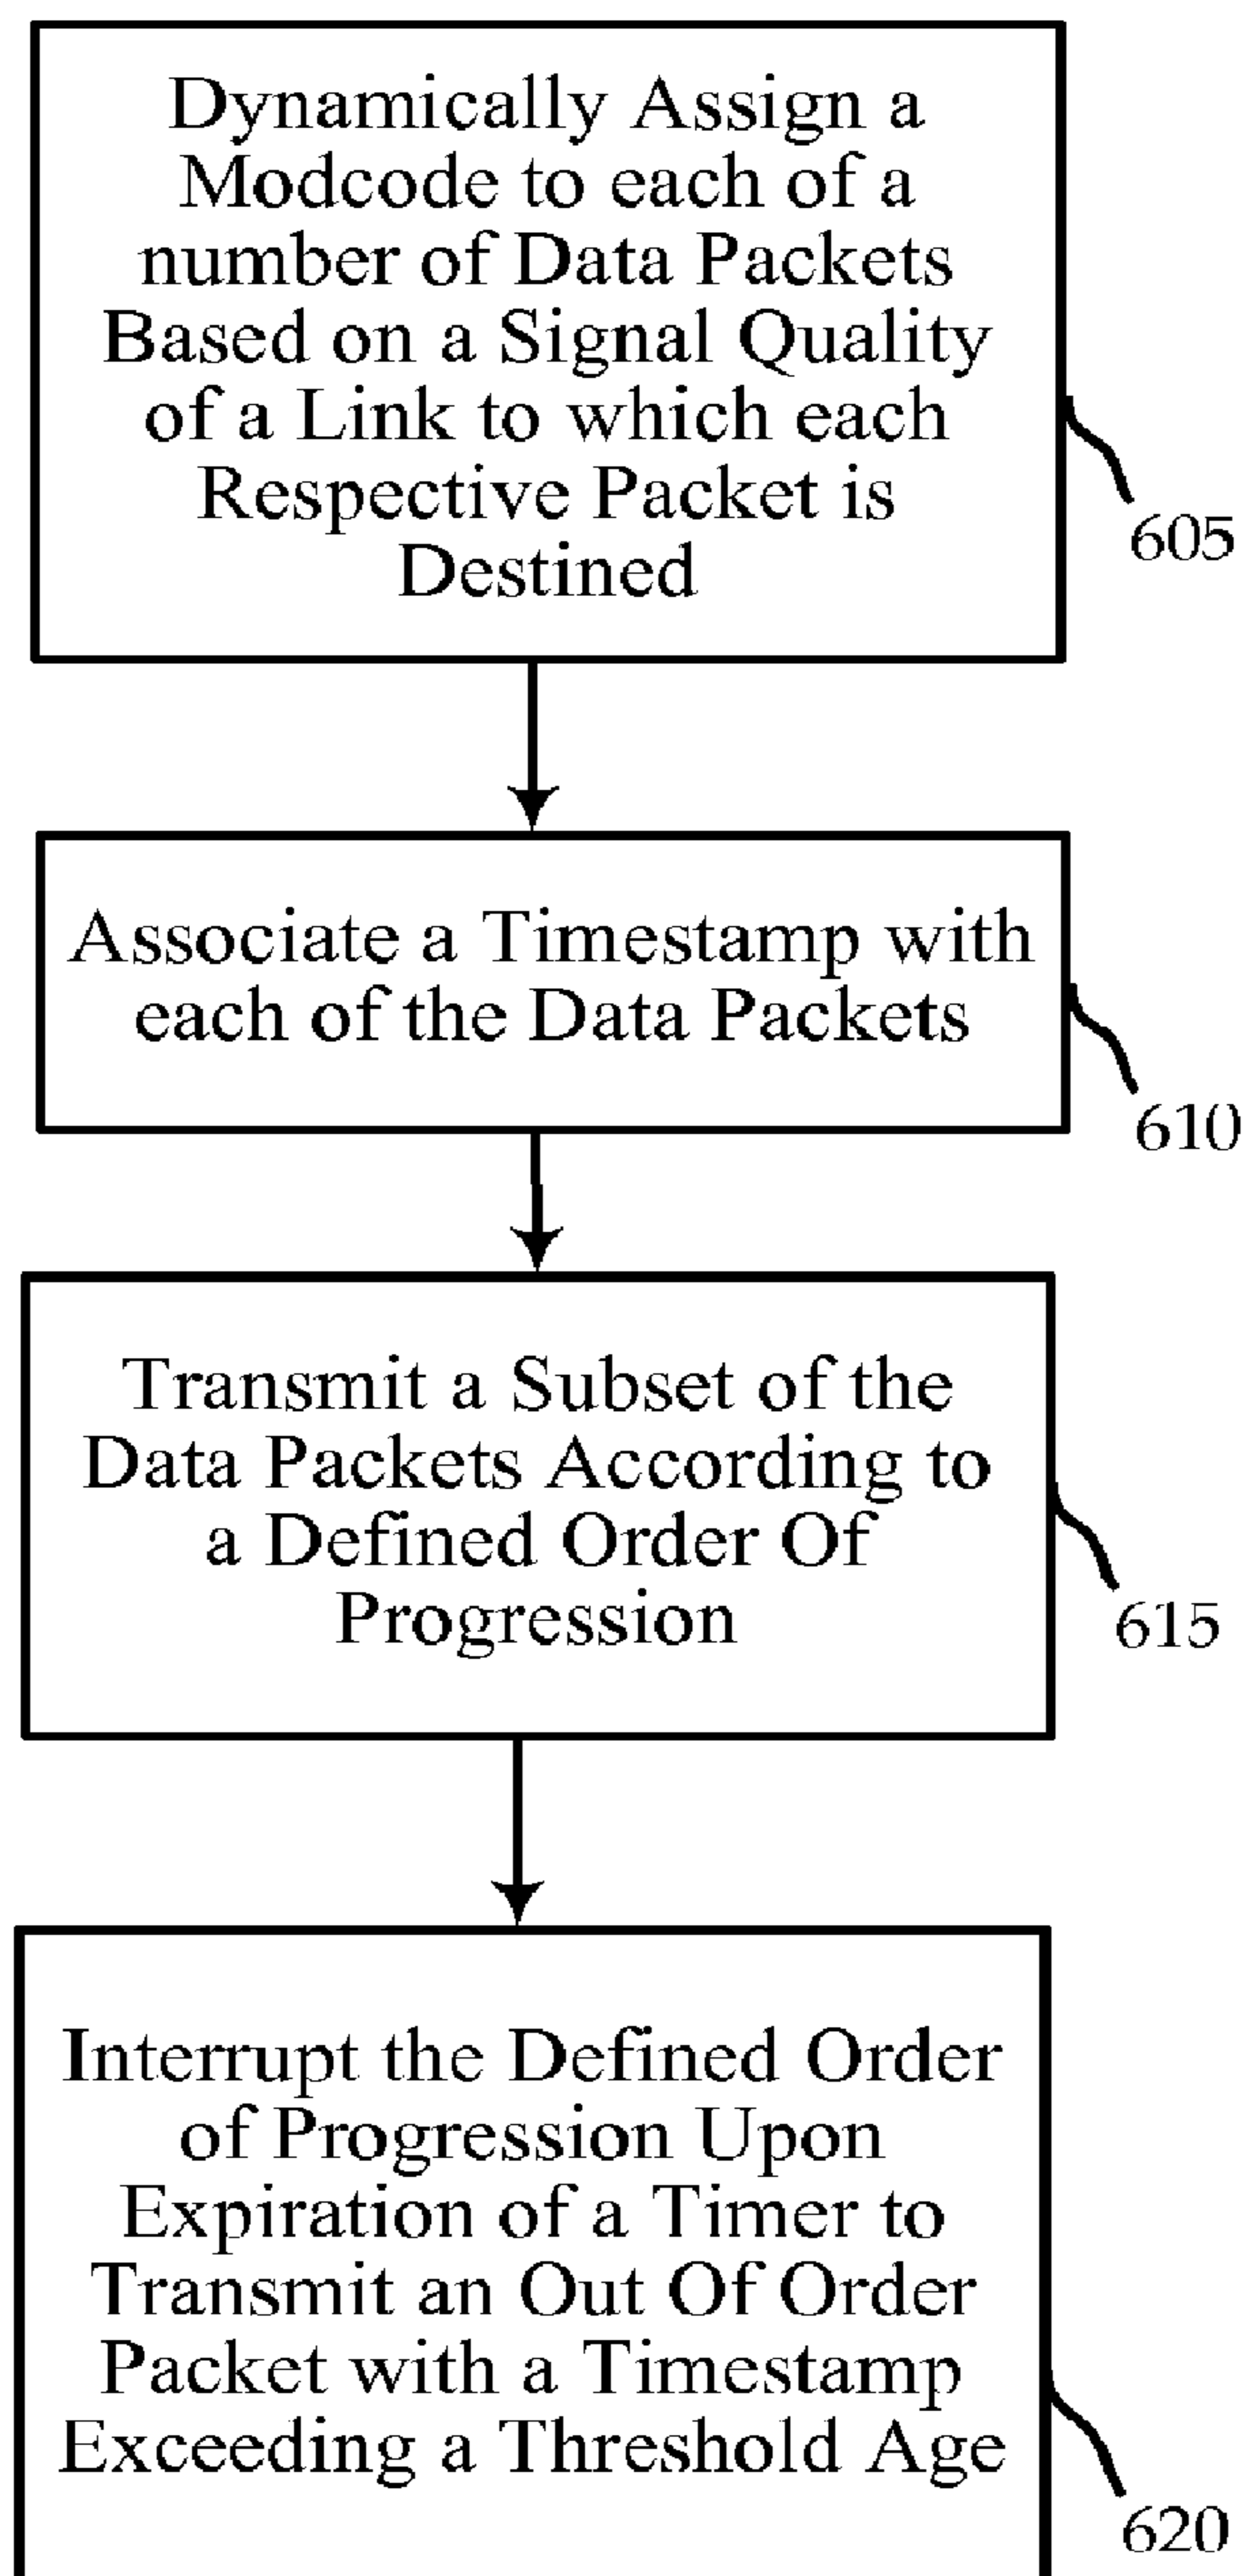 Dynamically Assign a
Modcode to each of a
number of Data Packets
Based on a Signal Quality
of a Link to which each
Respective Packet is
Destined
605
Associate a Timestamp with
each of the Data Packets
610
Transmit a Subset of the
Data Packets According to
a Defined Order Of
Progression
615
Interrupt the Defined Order
of Progression Upon
Expiration of a Timer to
Transmit an Out Of Order
Packet with a Timestamp
Exceeding a Threshold Age
620